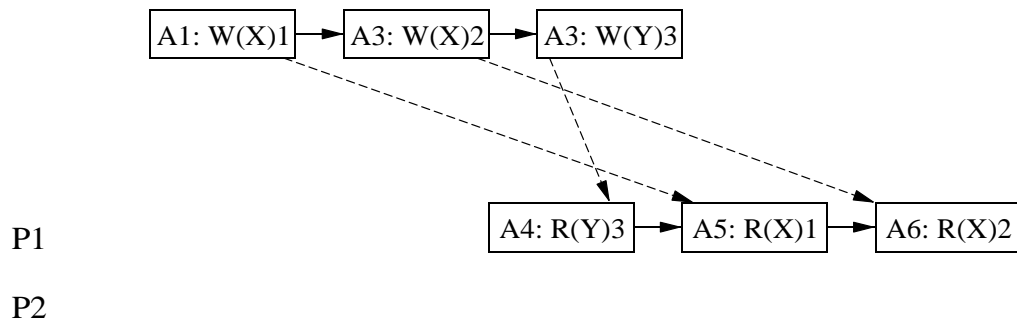 A1: W(X)1 A3: W(X)2 A3: W(Y)3
A4: R(Y)3 A5: R(X)1 A6: R(X)2
P1
P2